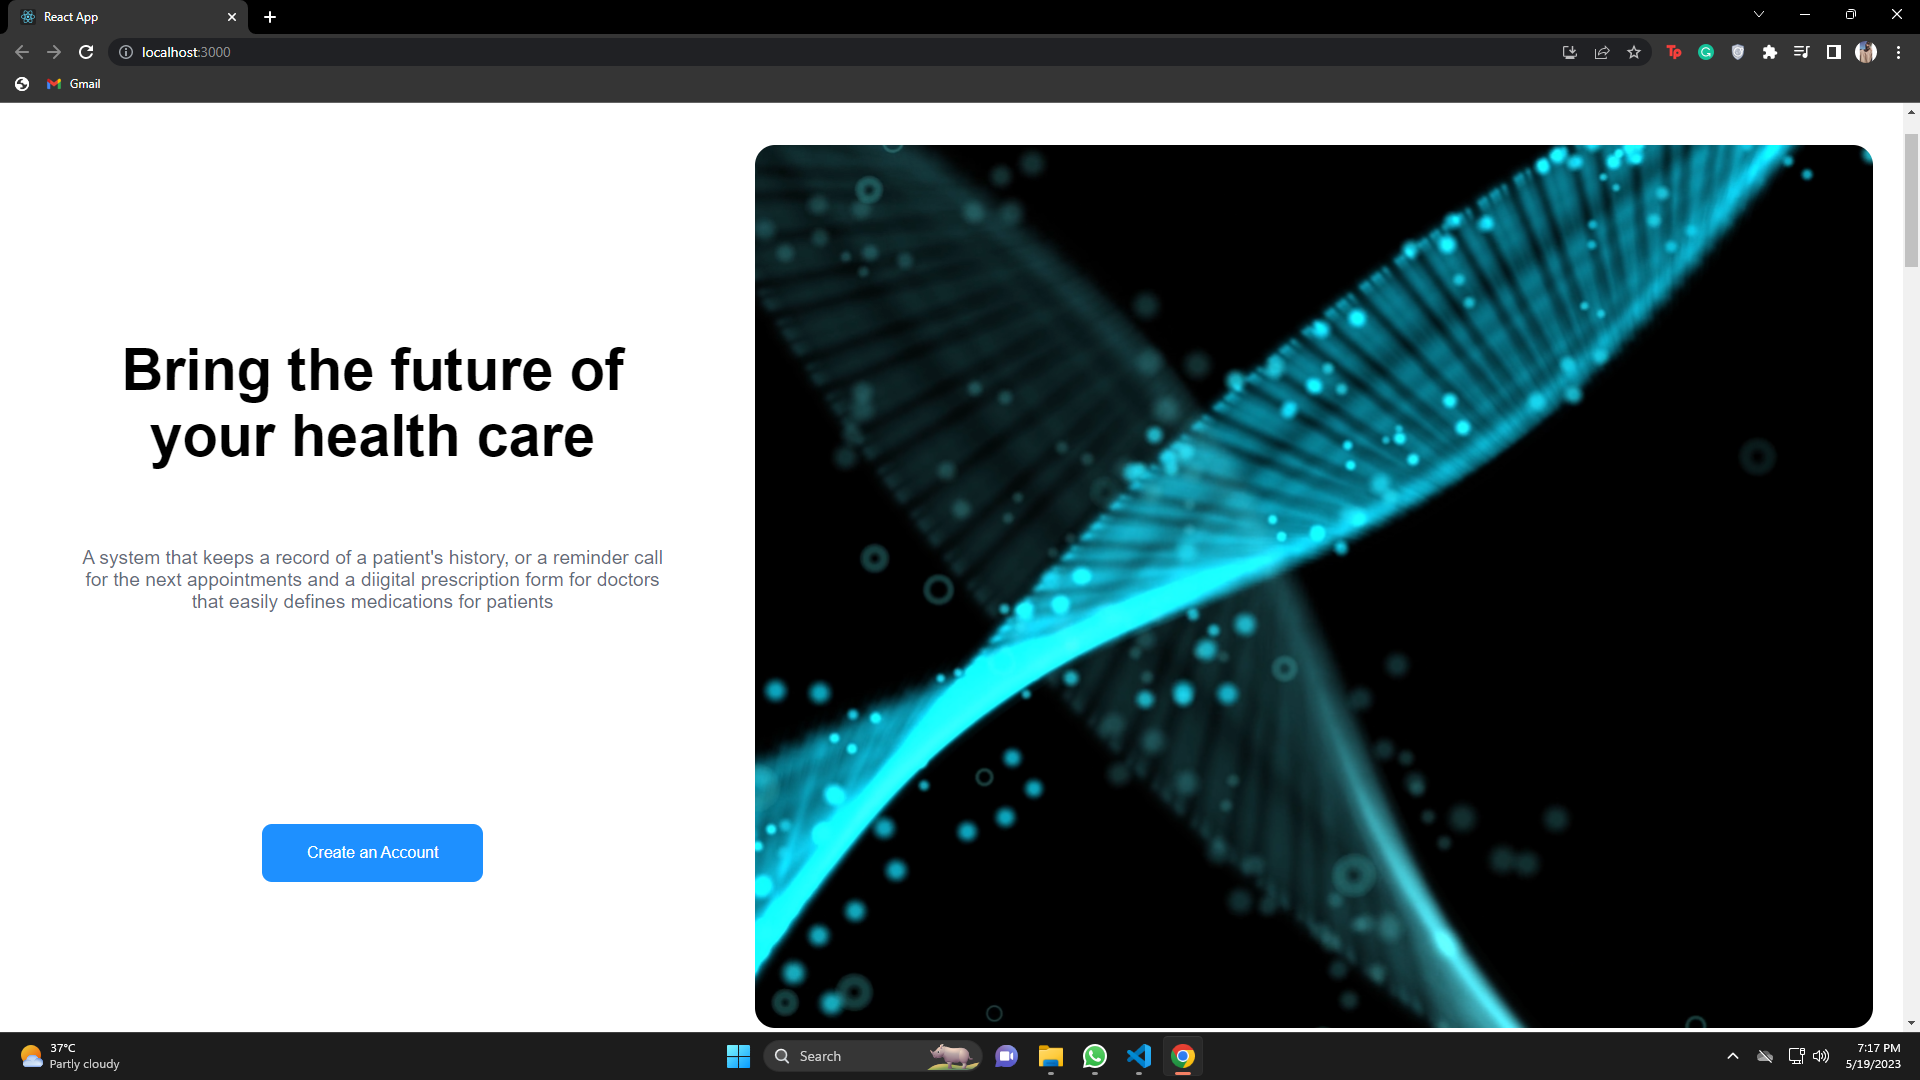 React App
localhost:3000
Gmail
Bring the future of
your health care
A system that keeps a record of a patient's history, or a reminder call
for the next appointments and a diigital prescription form for doctors
that easily defines medications for patients
Create an Account
37°C
Partly cloudy
Search
7:17 PM
5/19/2023